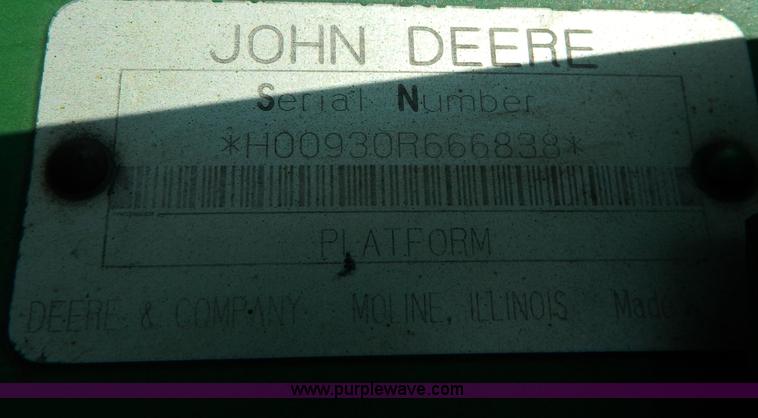 JOHN DEERE
Serial Number
*H00930R666838*
PLATFORM
DEERE & COMPANY MOLINE, ILLINOIS Made
www.purplewave.com